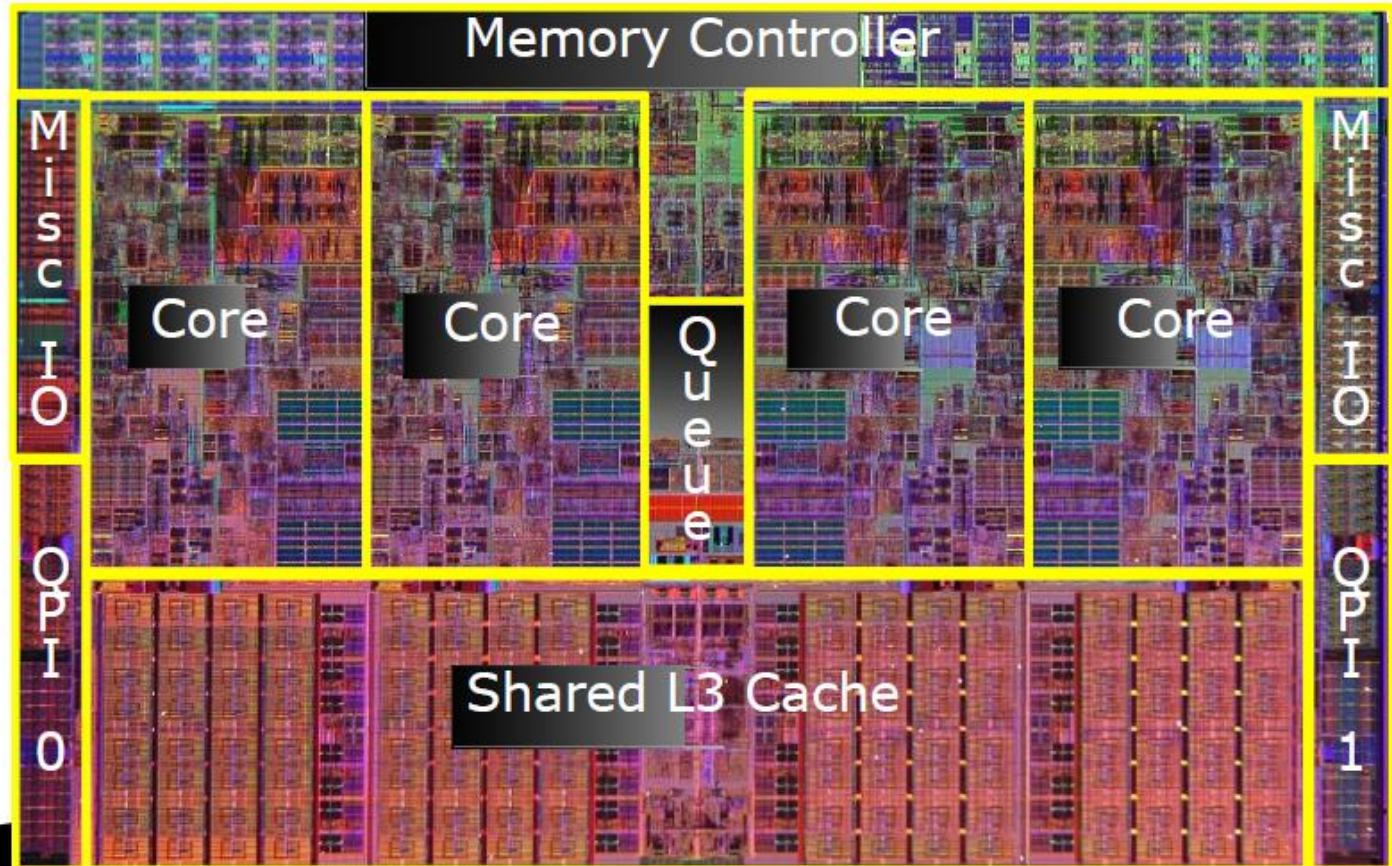 Memory Controller
Misc IO
Core
Core
Queue
Core
Core
Misc IO
QPI 0
Shared L3 Cache
QPI 1